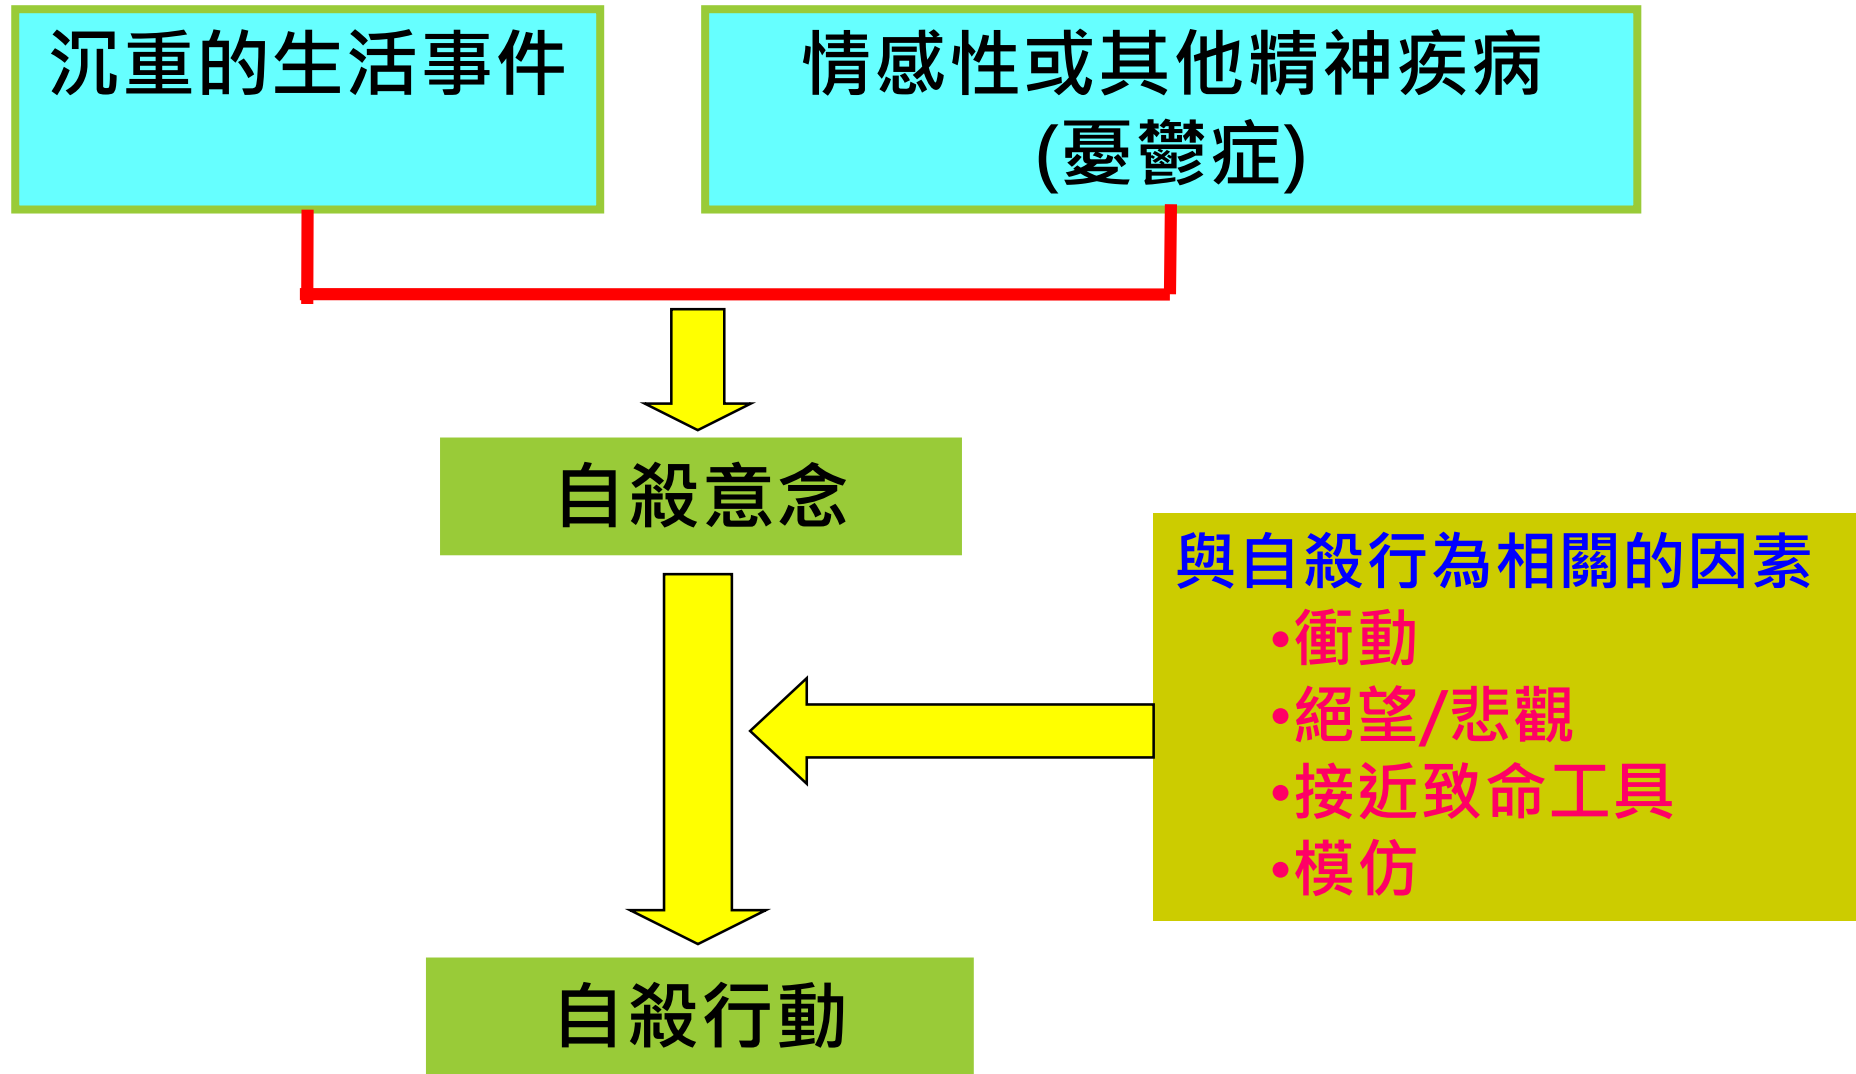 沉重的生活事件
情感性或其他精神疾病
(憂鬱症)
自殺意念
與自殺行為相關的因素
•衝動
•絕望/悲觀
•接近致命工具
•模仿
自殺行動